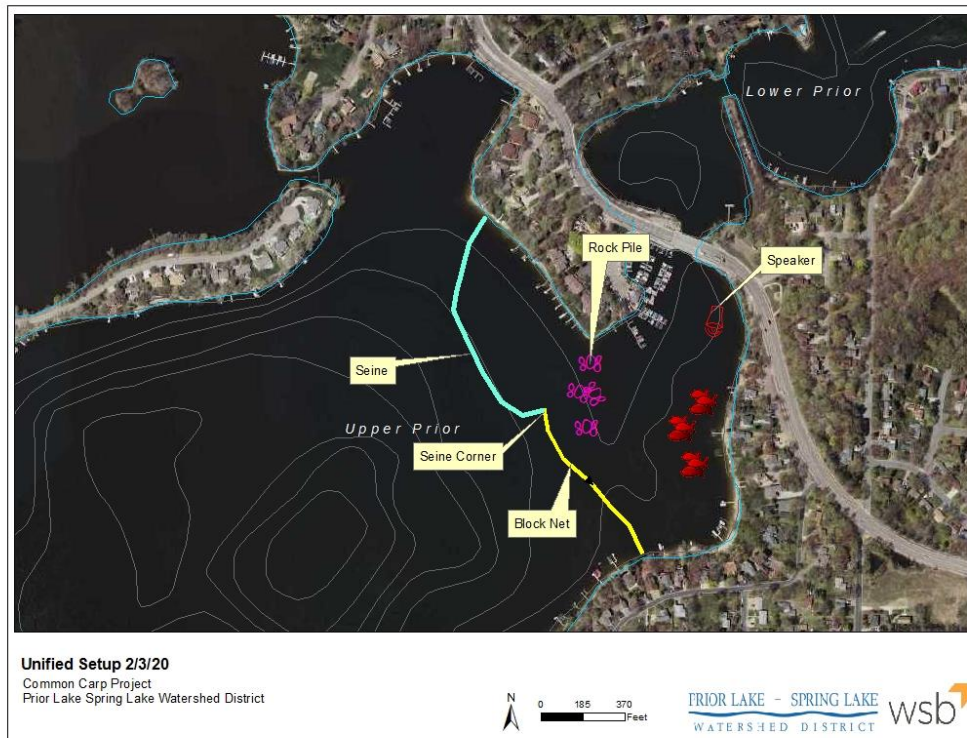 Lower Prior
Rock Pile
Speaker
Seine
Upper Prior
Seine Corner
Block Net
Unified Setup 2/3/20
Common Carp Project
Prior Lake Spring Lake Watershed District
N
0 185 370
Feet
PRIOR LAKE - SPRING LAKE
WATERSHED DISTRICT
wsb